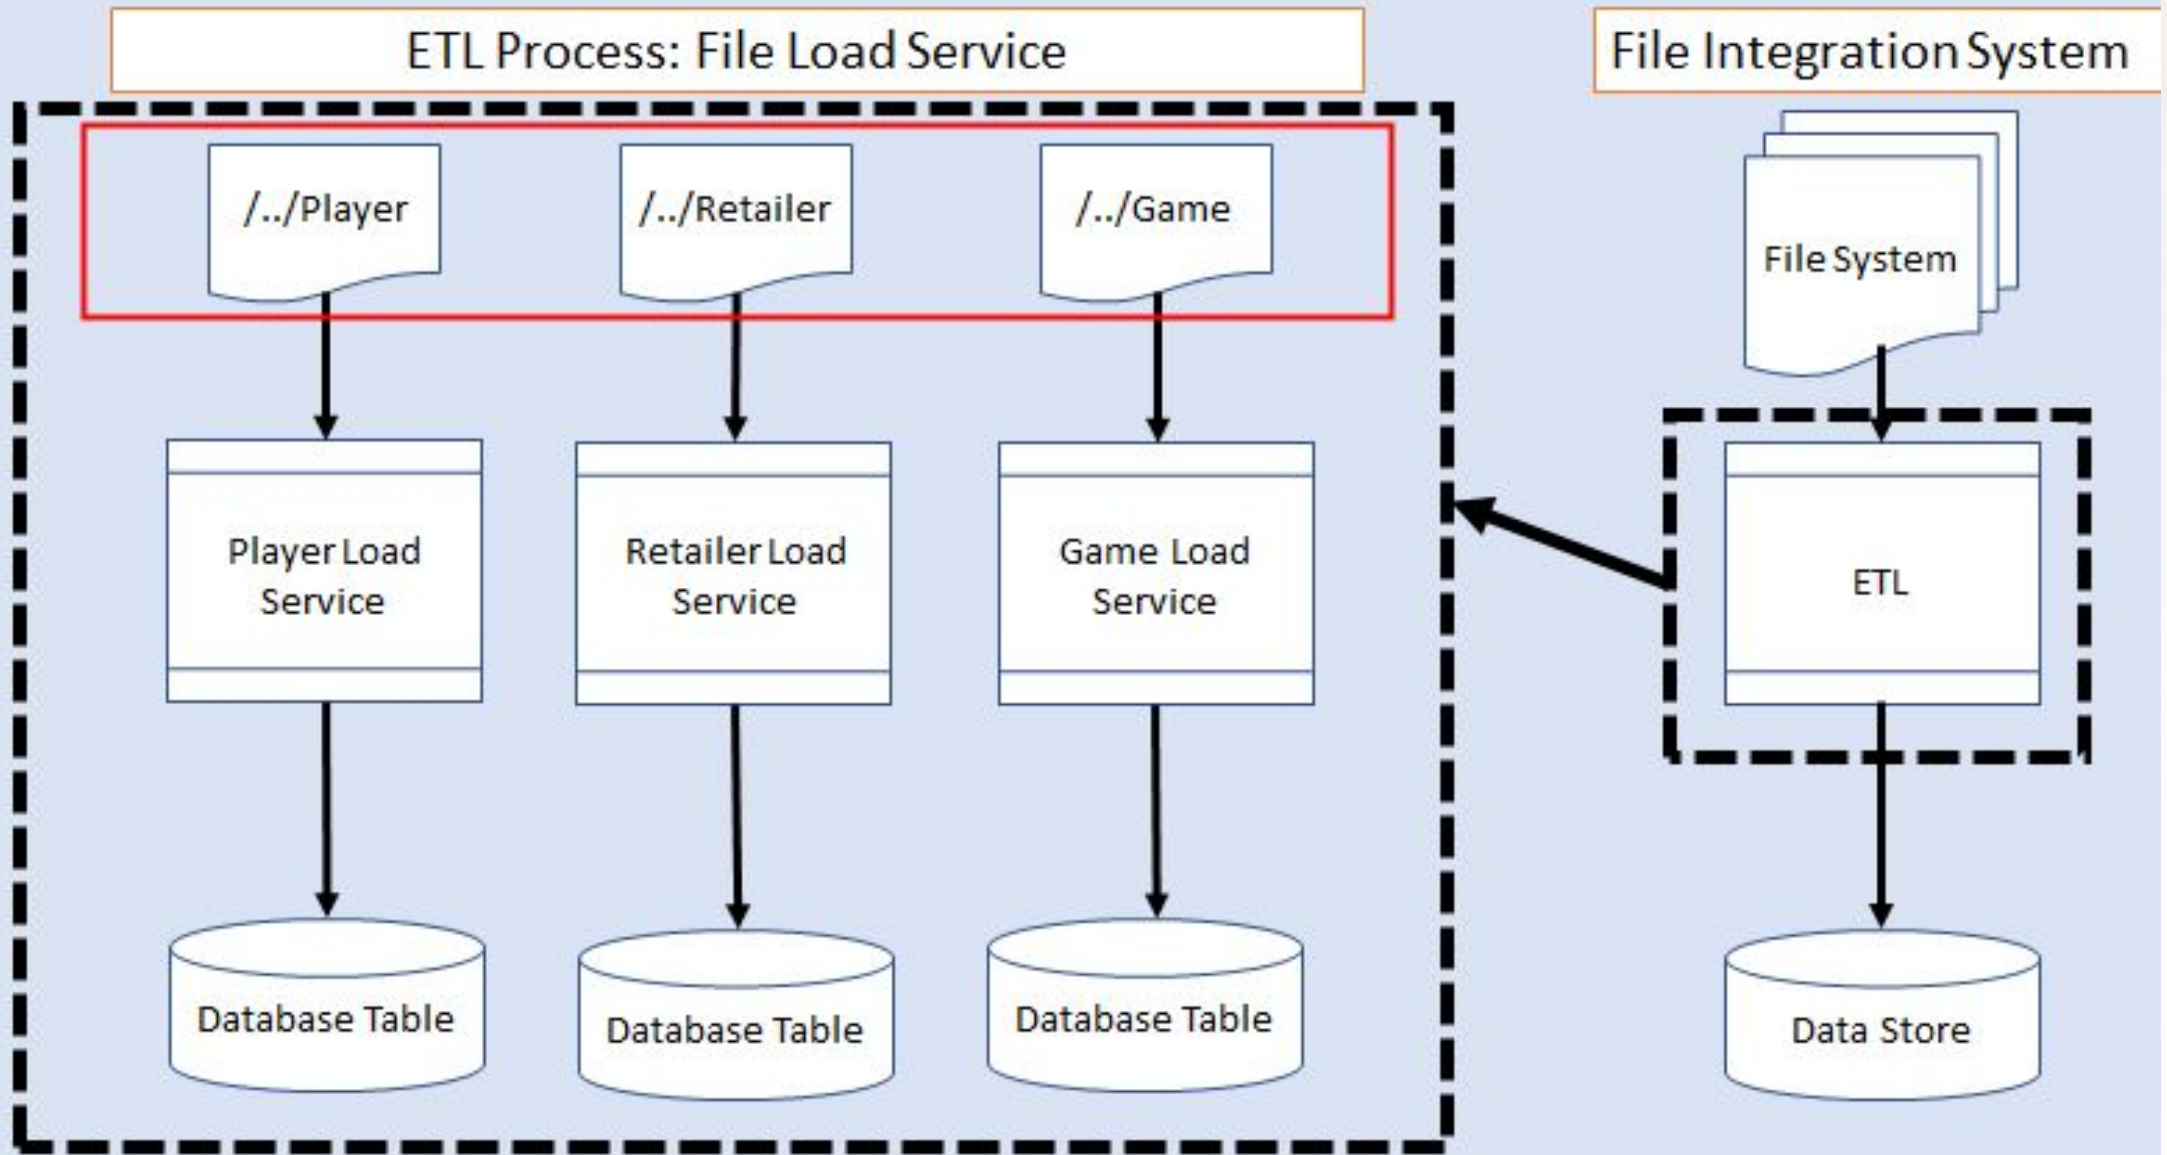 ETL Process: File Load Service
File Integration System
/../Player
/../Retailer
/../Game
File System
Player Load
Service
Retailer Load
Service
Game Load
Service
ETL
Database Table
Database Table
Database Table
Data Store